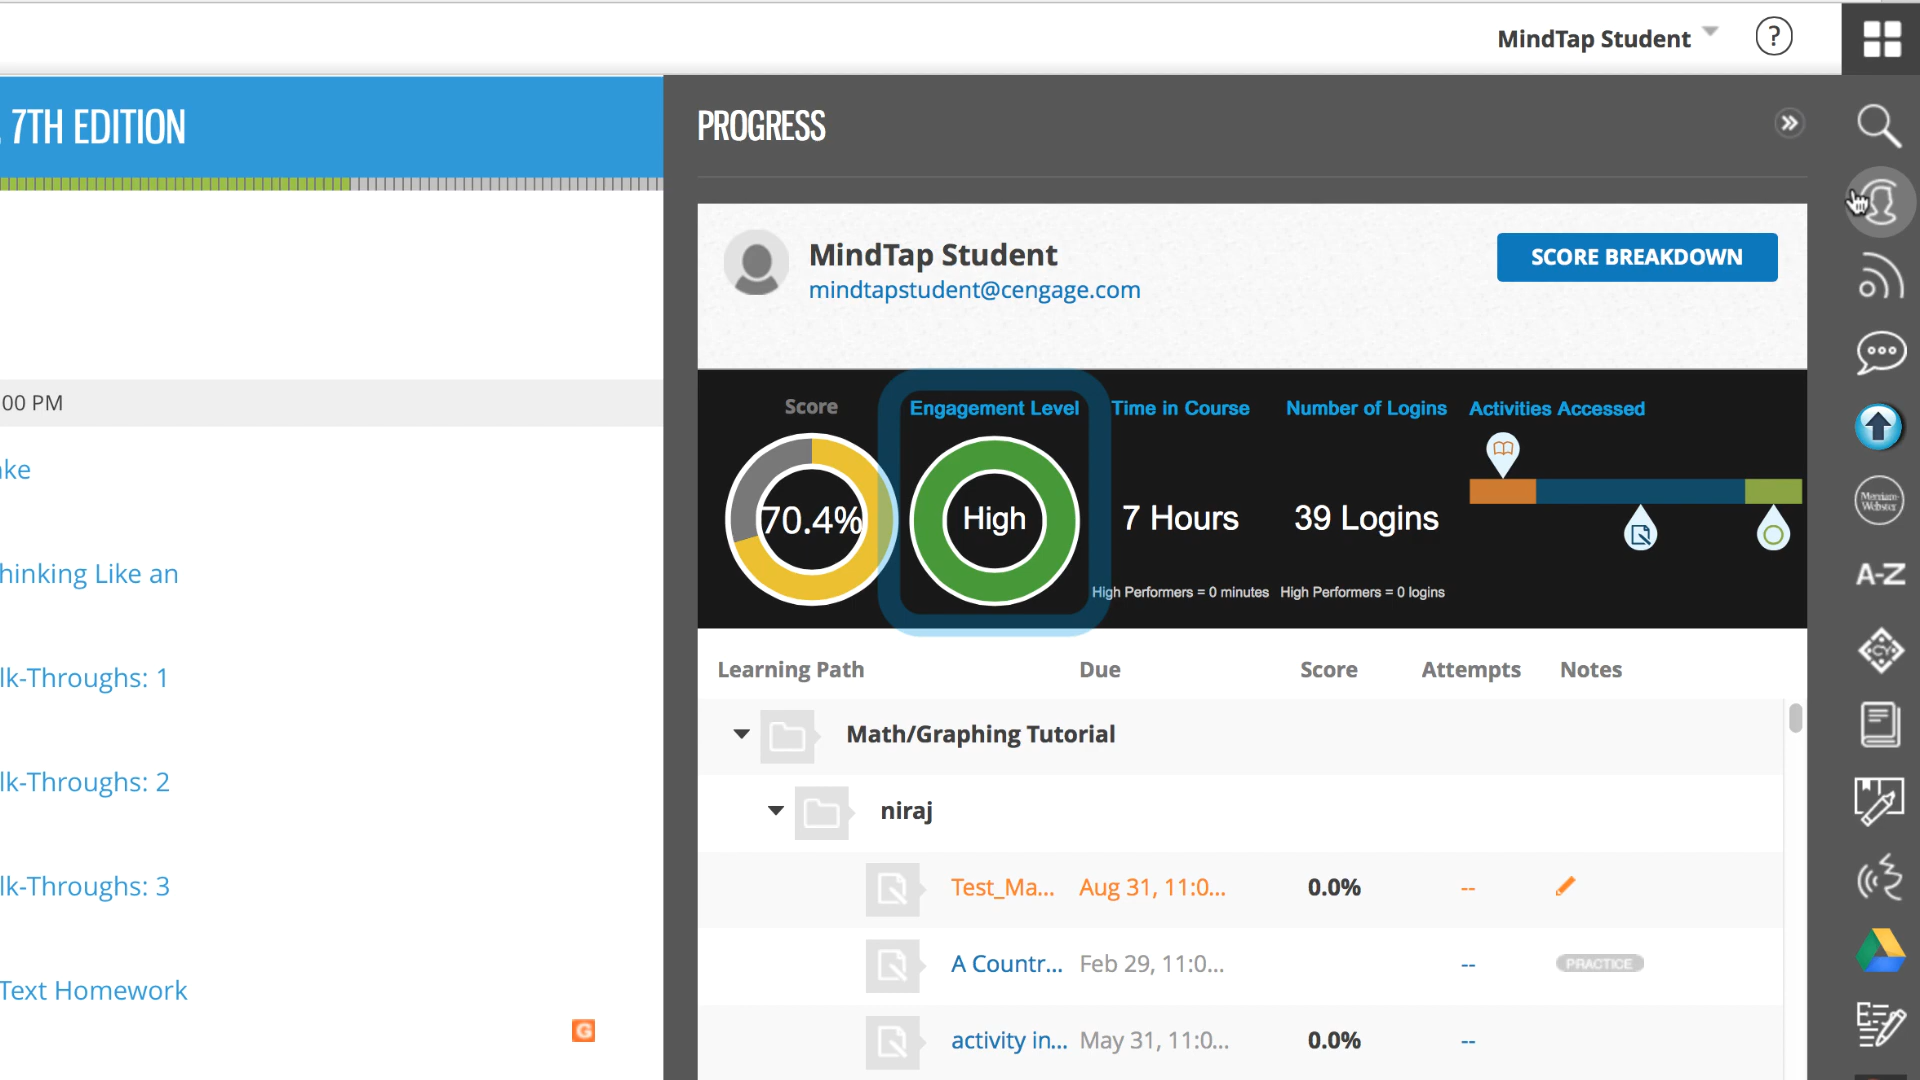 MindTap Student
?
7TH EDITION
PROGRESS
MindTap Student
mindtapstudent@cengage.com
SCORE BREAKDOWN
Score
Engagement Level
Time in Course
Number of Logins
Activities Accessed
70.4%
High
7 Hours
39 Logins
High Performers = 0 minutes
High Performers = 0 logins
Learning Path
Due
Score
Attempts
Notes
Math/Graphing Tutorial
niraj
Test_Ma... Aug 31, 11:0... 0.0% --
A Countr... Feb 29, 11:0... -- PRACTICE
activity in... May 31, 11:0... 0.0% --
00 PM
ke
hinking Like an
lk-Throughs: 1
lk-Throughs: 2
lk-Throughs: 3
Text Homework
G
Merriam-
Webster
A-Z
CY